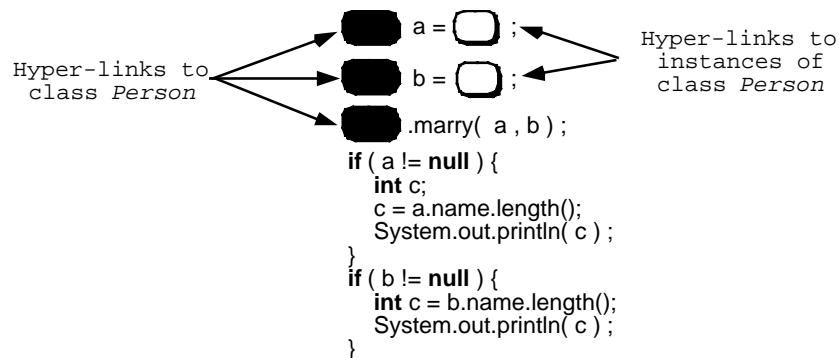 a = ;
Hyper-links to
class Person
b = ;
Hyper-links to
instances of
class Person
.marry( a , b ) ;
if ( a != null ) {
int c;
c = a.name.length();
System.out.println( c ) ;
}
if ( b != null ) {
int c = b.name.length();
System.out.println( c ) ;
}